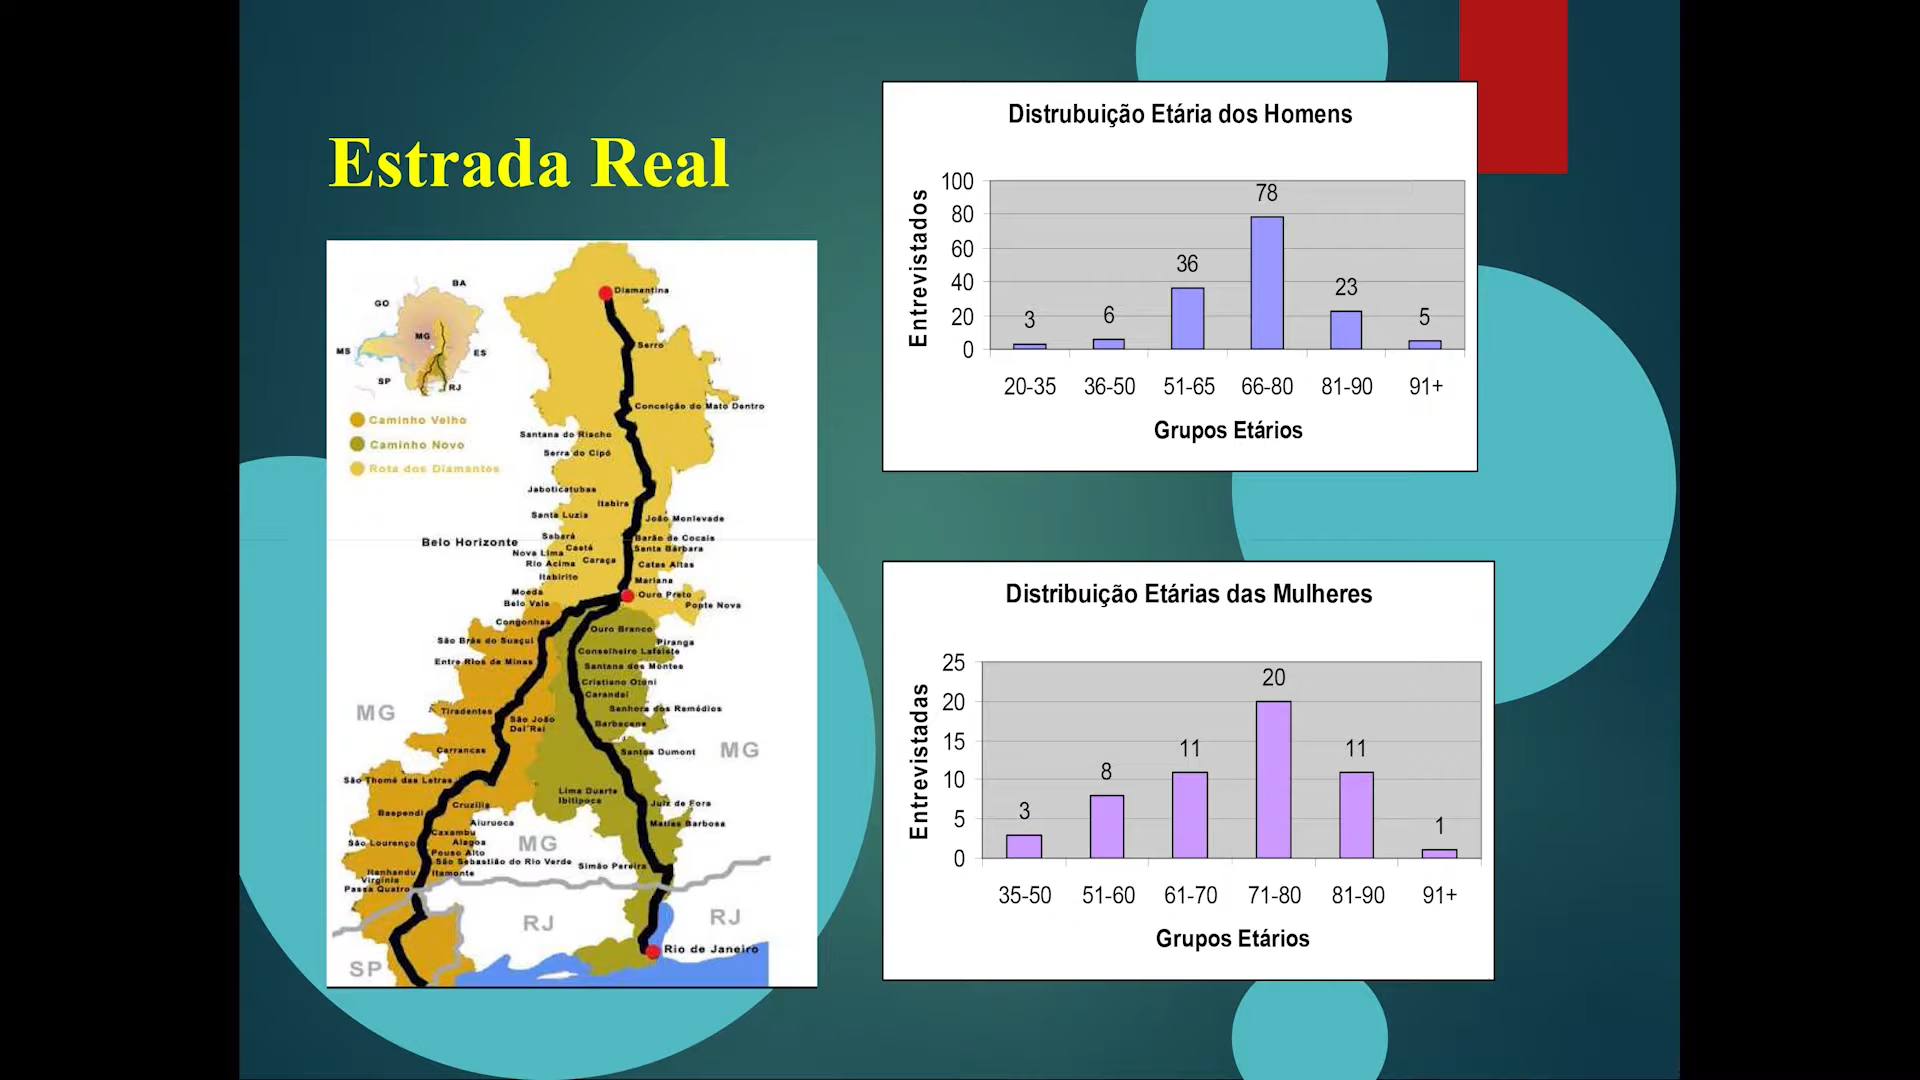 Estrada Real
BA
GO
MG
MS
ES
SP
RJ
Caminho Velho
Caminho Novo
Rota dos Diamantes
Diamantina
Serro
Conceição do Mato Dentro
Santana do Riacho
Serra do Cipó
Jaboticatubas
Itabira
Santa Luzia
João Monlevade
Sabará
Barão de Cocais
Belo Horizonte
Caeté
Santa Bárbara
Nova Lima
Caraça
Rio Acima
Catas Altas
Itabirito
Mariana
Moeda
Ouro Preto
Belo Vale
Ponte Nova
Congonhas
Ouro Branco
São Brás do Suaçuí
Piranga
Conselheiro Lafaiete
Entre Rios de Minas
Santana dos Montes
Cristiano Otoni
Carandaí
Tiradentes
Senhora dos Remédios
MG
São João
Del'Rei
Barbacena
Carrancas
Santos Dumont
MG
São Thomé das Letras
Lima Duarte
Ibitipoca
Cruzília
Juiz de Fora
Baependi
Aiuruoca
Matias Barbosa
Caxambu
São Lourenço
Alagoa
MG
Pouso Alto
São Sebastião do Rio Verde
Simão Pereira
Itanhandu
Itamonte
Virgínia
Passa Quatro
RJ
RJ
Rio de Janeiro
SP
Distrubuição Etária dos Homens
Entrevistados
100
80
60
40
20
0
3
6
36
78
23
5
20-35 36-50 51-65 66-80 81-90 91+
Grupos Etários
Distribuição Etárias das Mulheres
Entrevistadas
25
20
15
10
5
0
3
8
11
20
11
1
35-50 51-60 61-70 71-80 81-90 91+
Grupos Etários